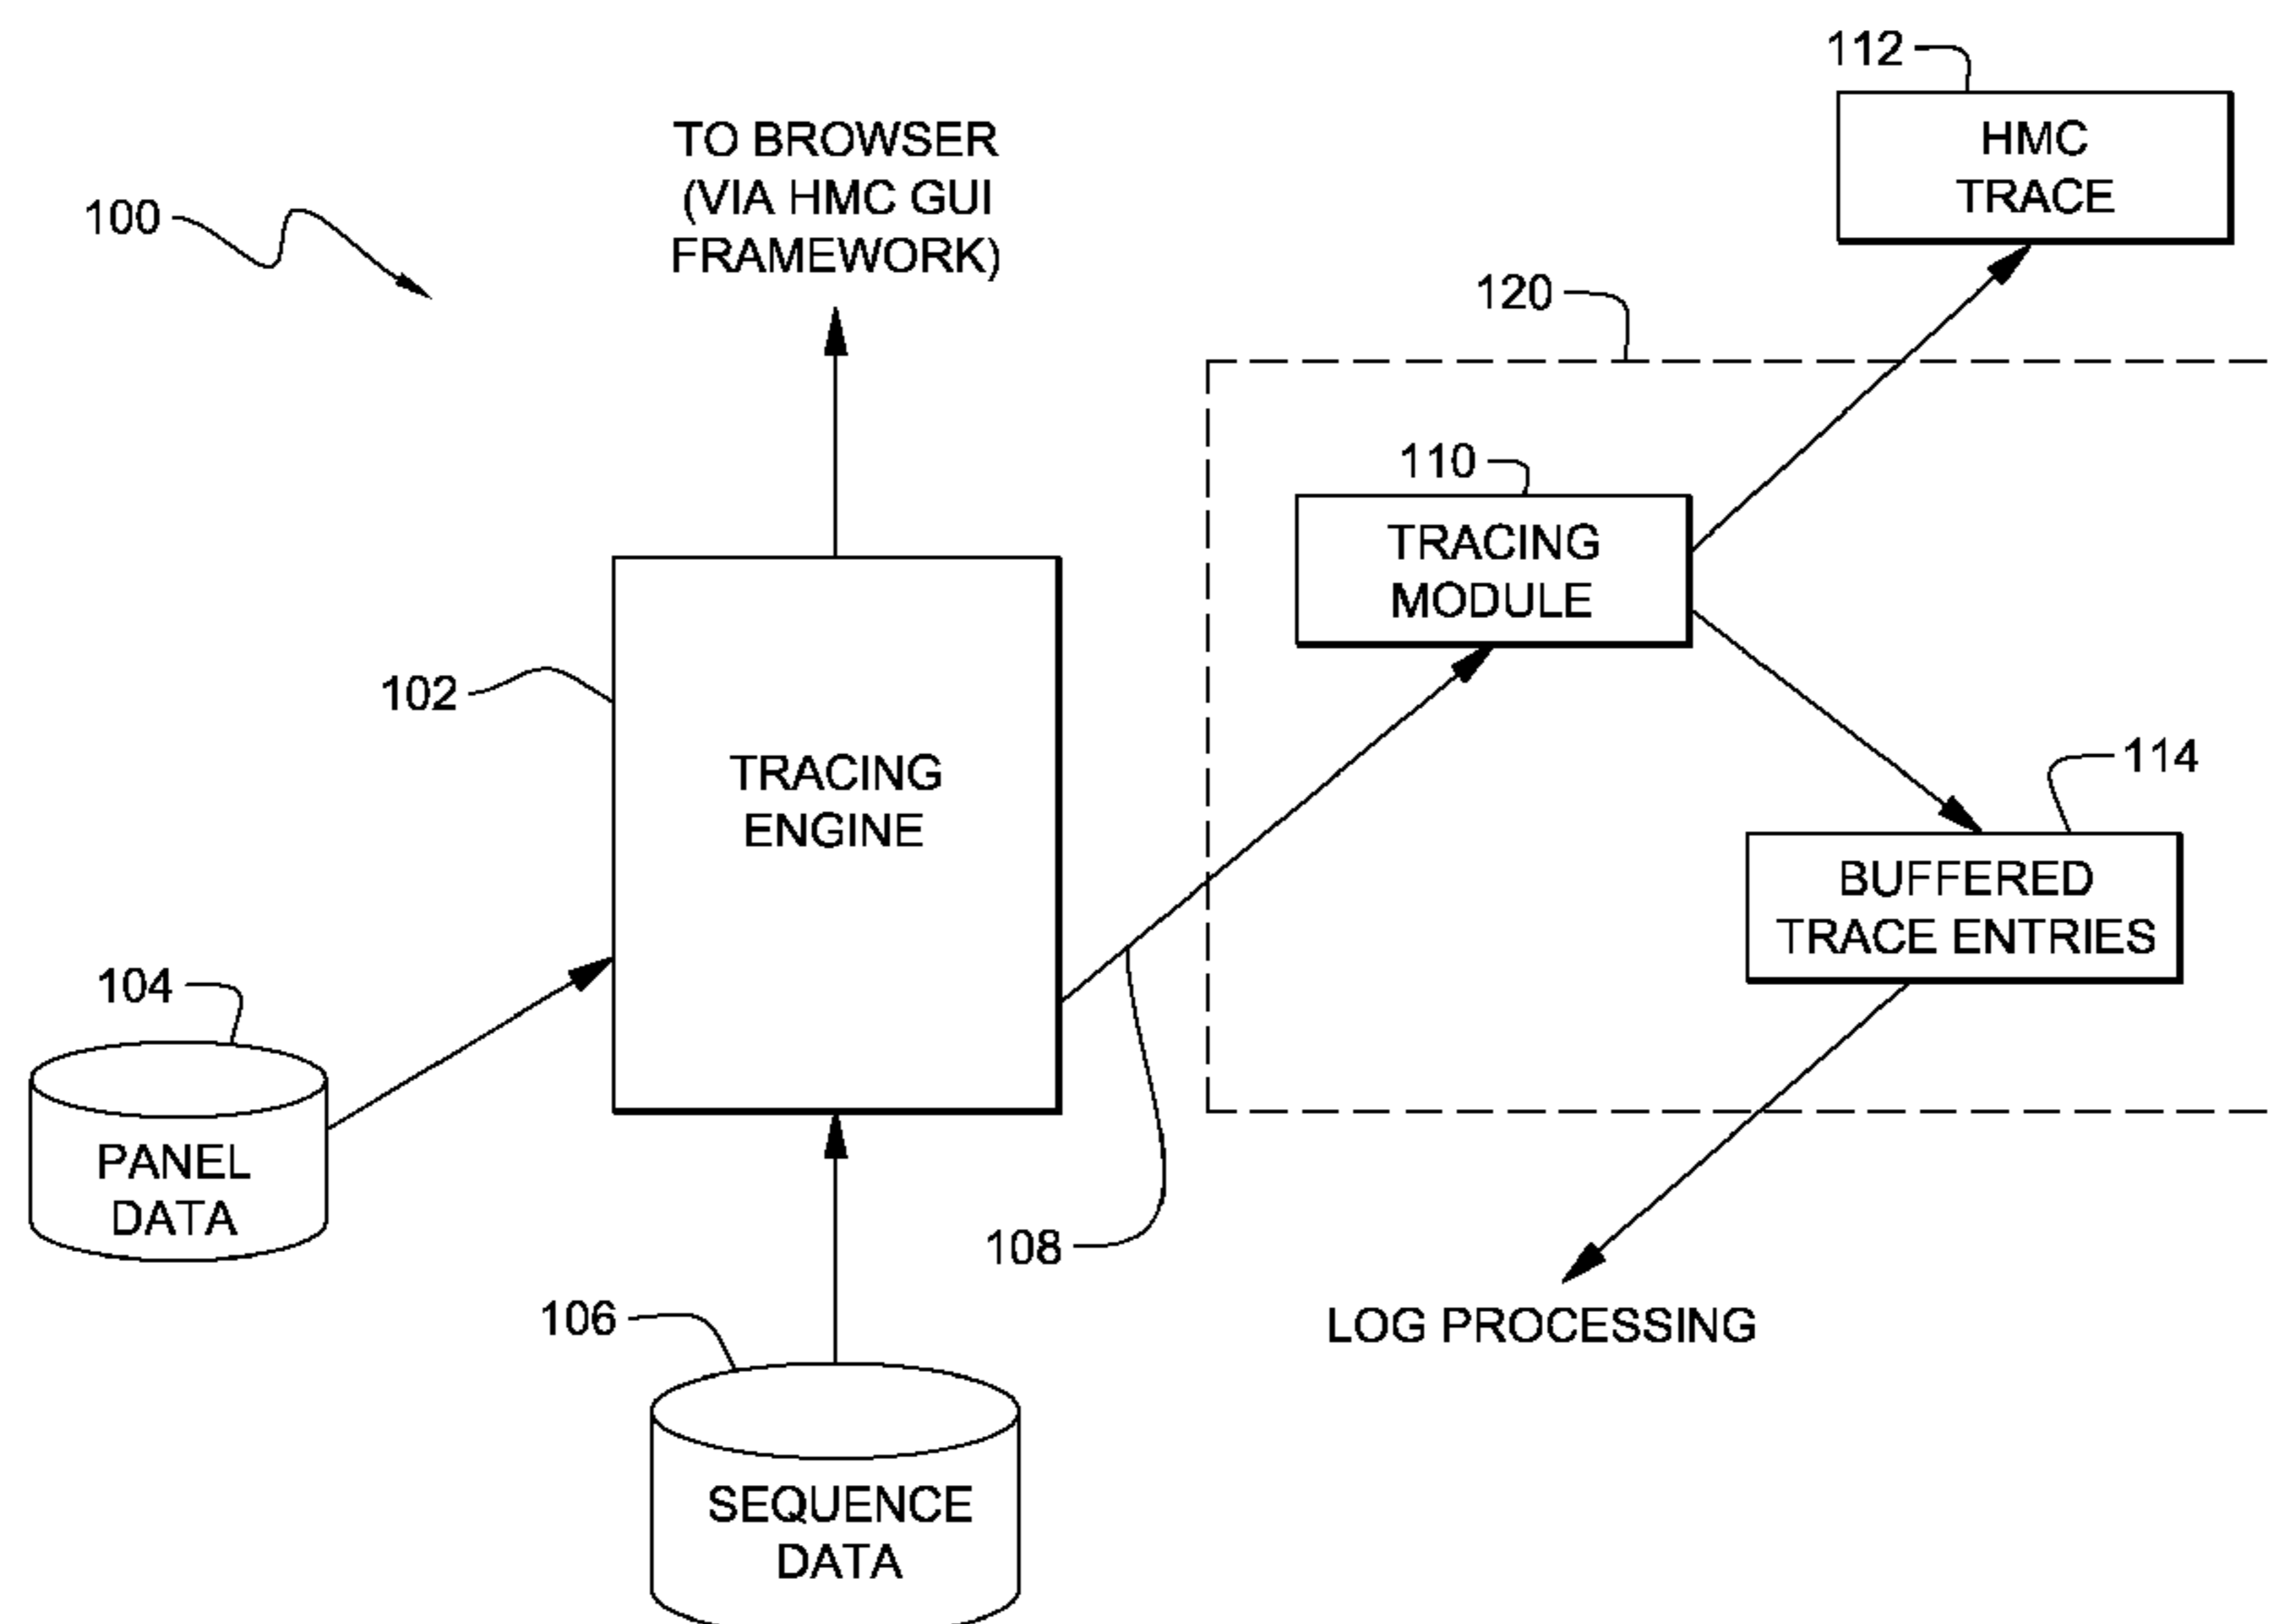 112
HMC
TRACE
TO BROWSER
(VIA HMC GUI
FRAMEWORK)
100
120
110
TRACING
MODULE
102
TRACING
ENGINE
114
BUFFERED
TRACE ENTRIES
104
PANEL
DATA
108
106
LOG PROCESSING
SEQUENCE
DATA